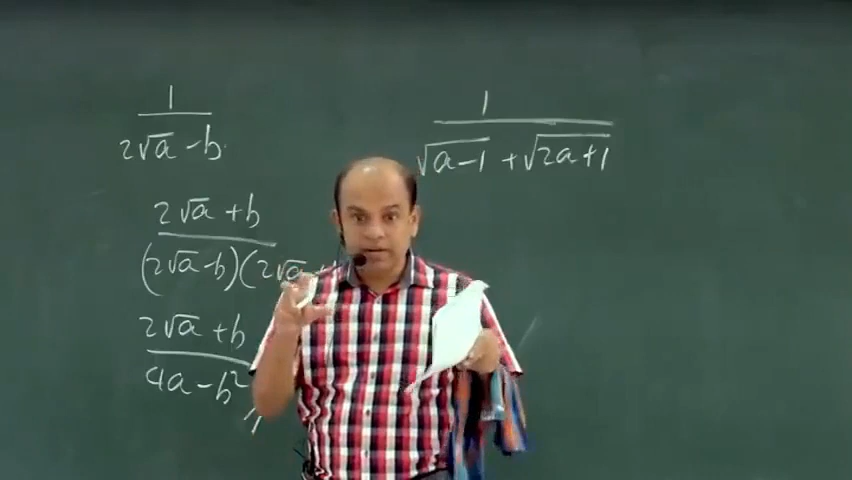 1
2√a - b
2√a + b
(2√a - b)(2√a +
2√a + b
4a - b²
1
√a-1 + √2a+1